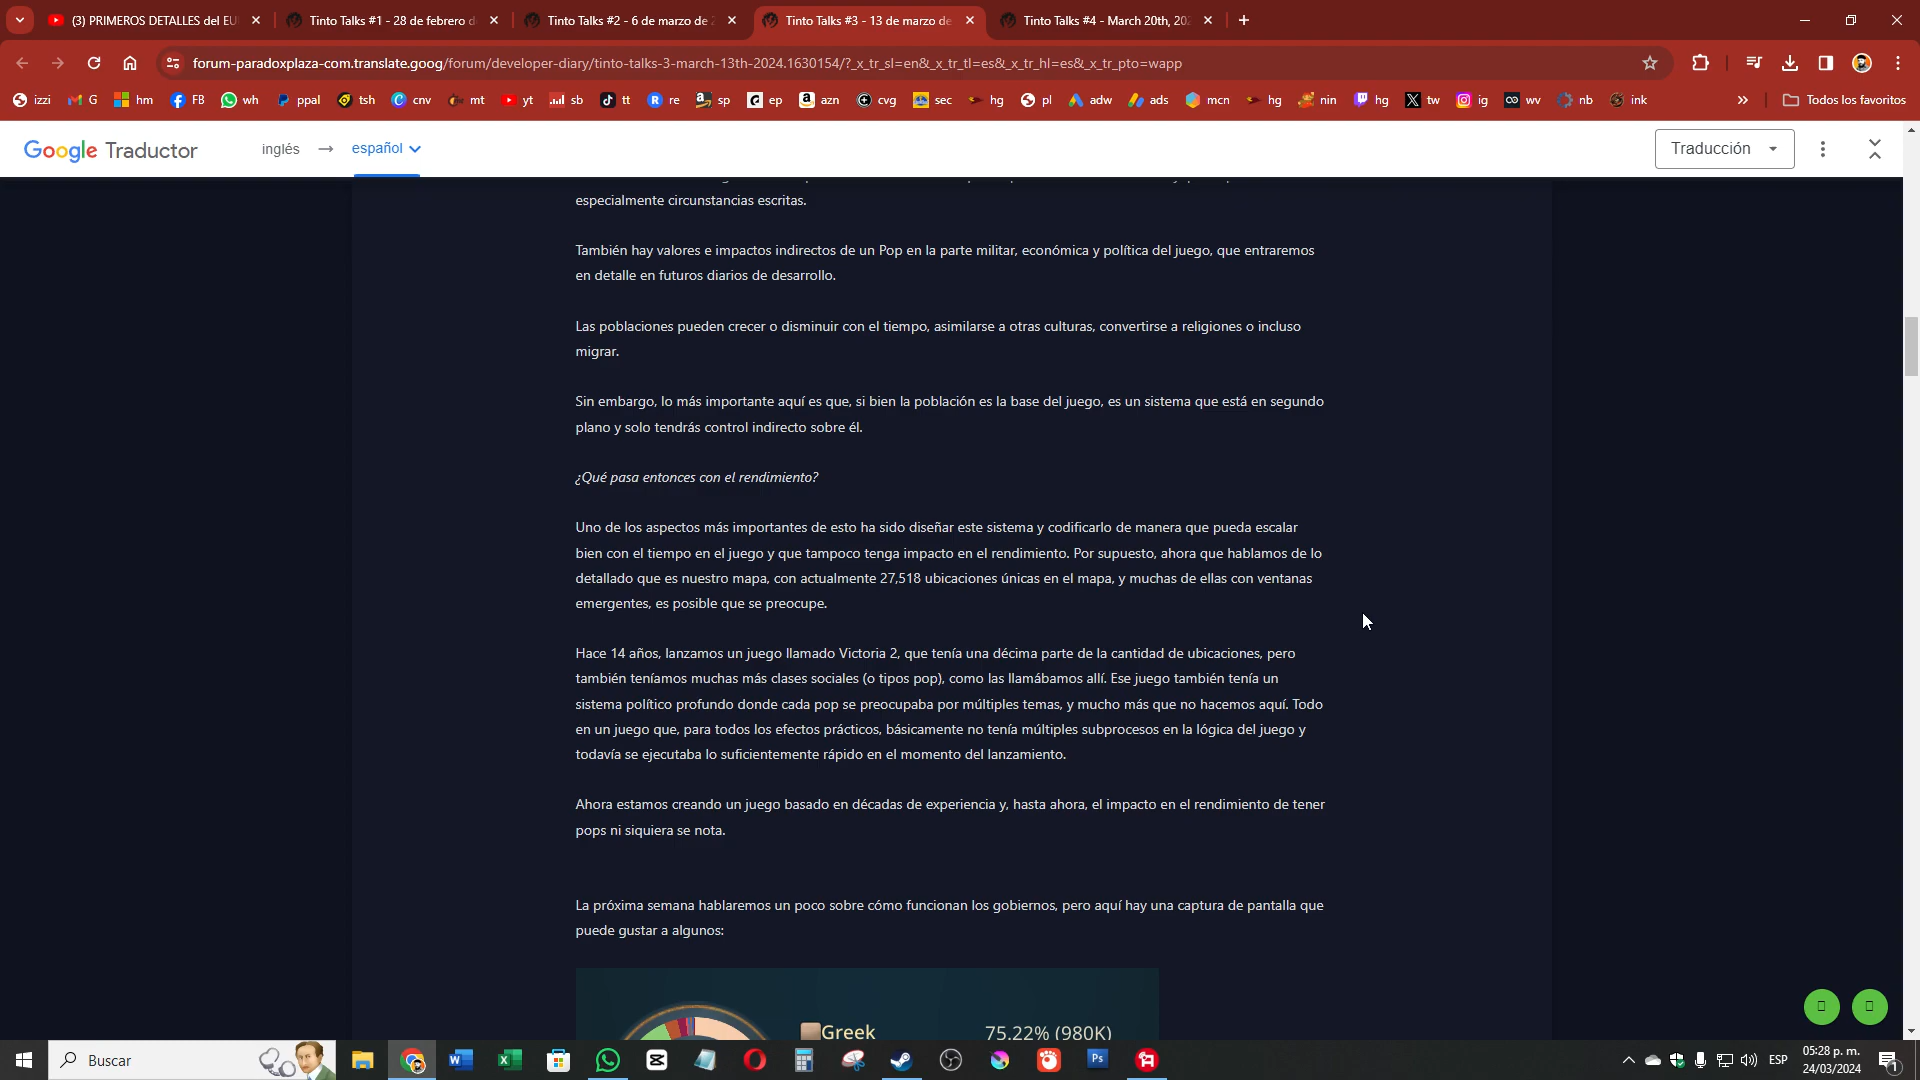 (3) PRIMEROS DETALLES del EU
Tinto Talks #1 - 28 de febrero d
Tinto Talks #2 - 6 de marzo de 2
Tinto Talks #3 - 13 de marzo de
Tinto Talks #4 - March 20th, 202
forum-paradoxplaza-com.translate.goog/forum/developer-diary/tinto-talks-3-march-13th-2024.1630154/?_x_tr_sl=en&_x_tr_tl=es&_x_tr_hl=es&_x_tr_pto=wapp
izzi G hm FB wh ppal tsh cnv mt yt sb tt re sp ep azn cvg sec hg pl adw ads mcn hg nin hg tw ig wv nb ink » Todos los favoritos
Google Traductor
inglés → español
Traducción
especialmente circunstancias escritas.
También hay valores e impactos indirectos de un Pop en la parte militar, económica y política del juego, que entraremos
en detalle en futuros diarios de desarrollo.
Las poblaciones pueden crecer o disminuir con el tiempo, asimilarse a otras culturas, convertirse a religiones o incluso
migrar.
Sin embargo, lo más importante aquí es que, si bien la población es la base del juego, es un sistema que está en segundo
plano y solo tendrás control indirecto sobre él.
¿Qué pasa entonces con el rendimiento?
Uno de los aspectos más importantes de esto ha sido diseñar este sistema y codificarlo de manera que pueda escalar
bien con el tiempo en el juego y que tampoco tenga impacto en el rendimiento. Por supuesto, ahora que hablamos de lo
detallado que es nuestro mapa, con actualmente 27,518 ubicaciones únicas en el mapa, y muchas de ellas con ventanas
emergentes, es posible que se preocupe.
Hace 14 años, lanzamos un juego llamado Victoria 2, que tenía una décima parte de la cantidad de ubicaciones, pero
también teníamos muchas más clases sociales (o tipos pop), como las llamábamos allí. Ese juego también tenía un
sistema político profundo donde cada pop se preocupaba por múltiples temas, y mucho más que no hacemos aquí. Todo
en un juego que, para todos los efectos prácticos, básicamente no tenía múltiples subprocesos en la lógica del juego y
todavía se ejecutaba lo suficientemente rápido en el momento del lanzamiento.
Ahora estamos creando un juego basado en décadas de experiencia y, hasta ahora, el impacto en el rendimiento de tener
pops ni siquiera se nota.
La próxima semana hablaremos un poco sobre cómo funcionan los gobiernos, pero aquí hay una captura de pantalla que
puede gustar a algunos:
Greek 75.22% (980K)
Buscar
ESP
05:28 p. m.
24/03/2024
1